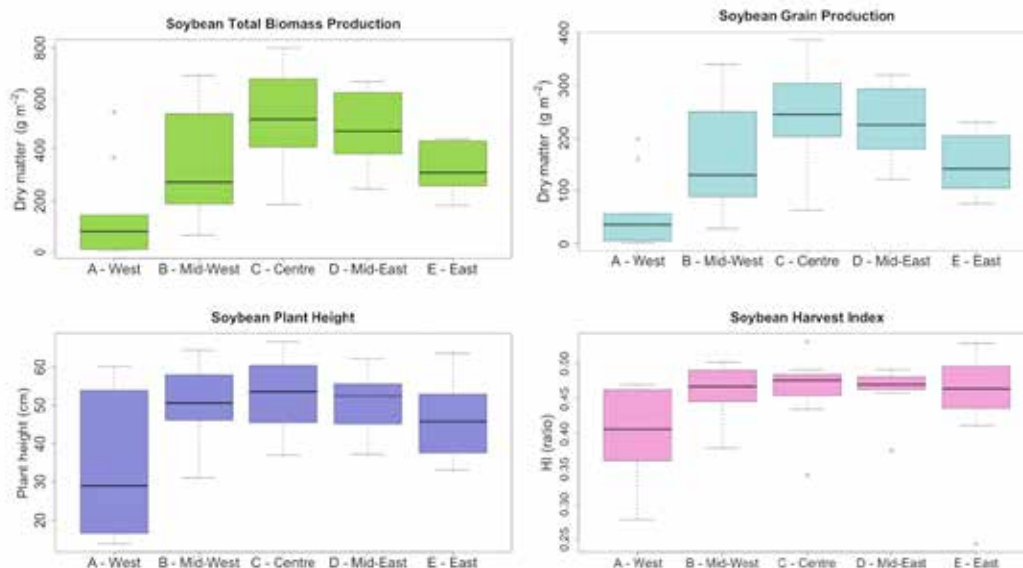 Soybean Total Biomass Production
Dry matter (g m⁻²)
800
600
400
200
0
A - West B - Mid-West C - Centre D - Mid-East E - East
Soybean Grain Production
Dry matter (g m⁻²)
400
300
200
100
0
A - West B - Mid-West C - Centre D - Mid-East E - East
Soybean Plant Height
Plant height (cm)
60
50
40
30
20
A - West B - Mid-West C - Centre D - Mid-East E - East
Soybean Harvest Index
HI (ratio)
0.50
0.45
0.40
0.35
0.30
0.25
A - West B - Mid-West C - Centre D - Mid-East E - East